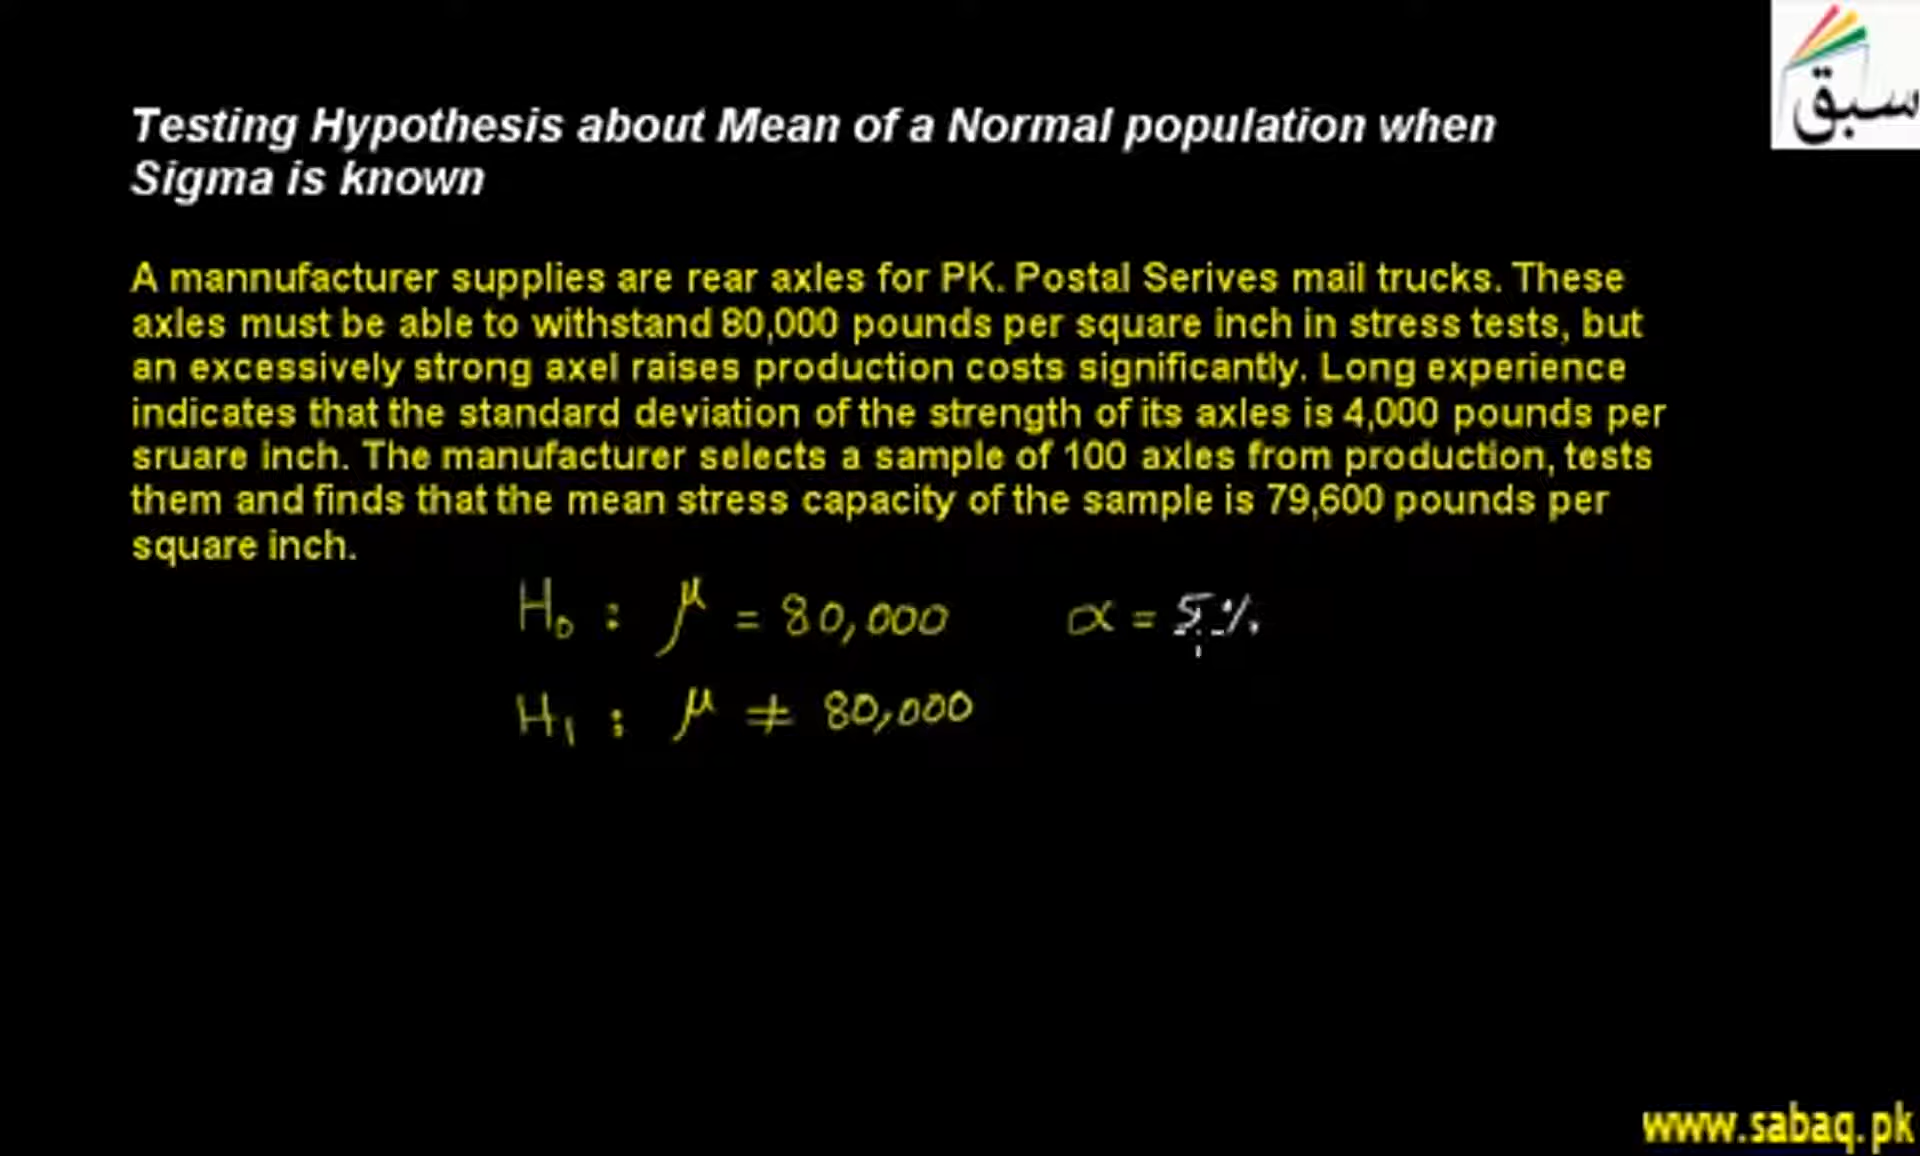 سبق
Testing Hypothesis about Mean of a Normal population when
Sigma is known
A mannufacturer supplies are rear axles for PK. Postal Serives mail trucks. These
axles must be able to withstand 80,000 pounds per square inch in stress tests, but
an excessively strong axel raises production costs significantly. Long experience
indicates that the standard deviation of the strength of its axles is 4,000 pounds per
sruare inch. The manufacturer selects a sample of 100 axles from production, tests
them and finds that the mean stress capacity of the sample is 79,600 pounds per
square inch.
H₀ : μ = 80,000 α = 5%
H₁ : μ ≠ 80,000
www.sabaq.pk